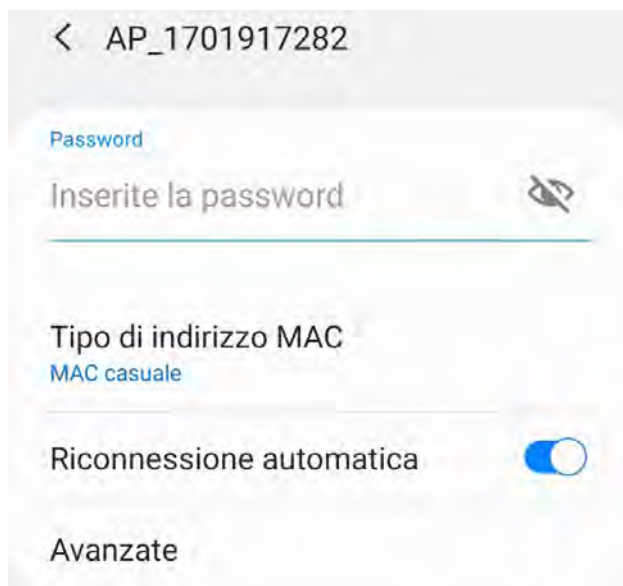 AP_1701917282
Password
Inserite la password
Tipo di indirizzo MAC
MAC casuale
Riconnessione automatica
Avanzate